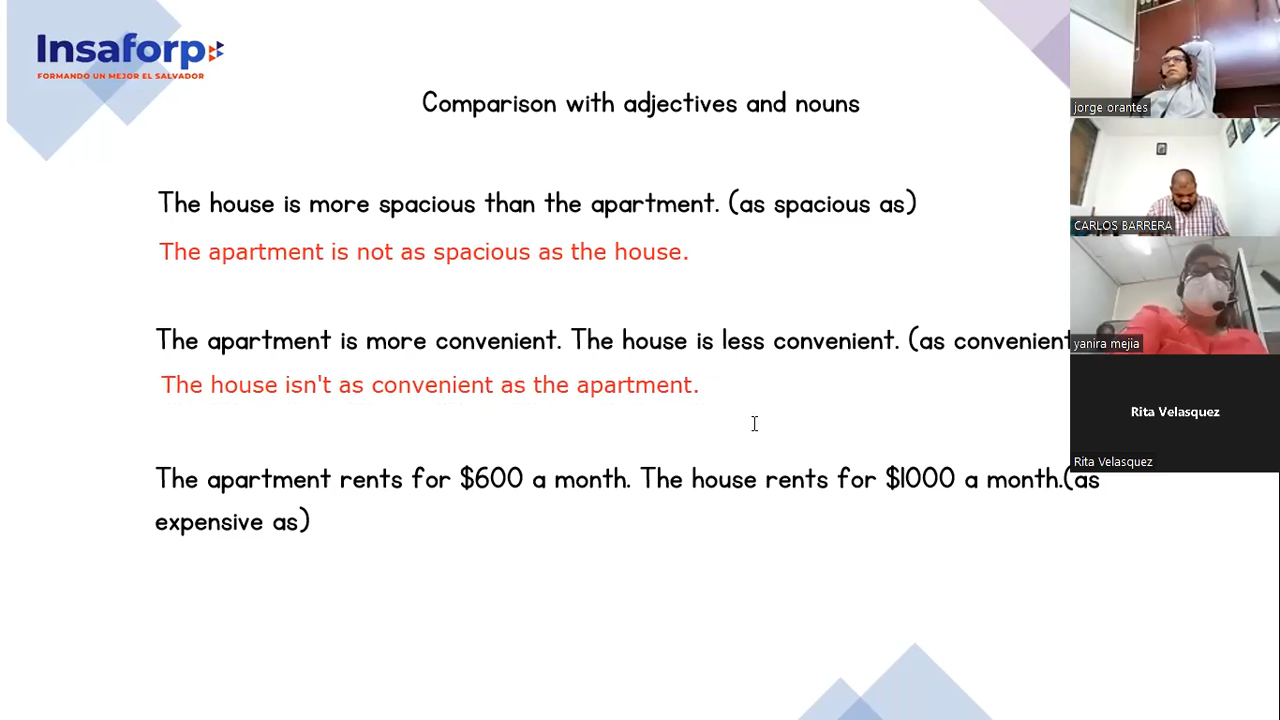 Insaforp
FORMANDO UN MEJOR EL SALVADOR
Comparison with adjectives and nouns
The house is more spacious than the apartment. (as spacious as)
The apartment is not as spacious as the house.
The apartment is more convenient. The house is less convenient. (as convenient
The house isn't as convenient as the apartment.
The apartment rents for $600 a month. The house rents for $1000 a month.(as
expensive as)
jorge orantes
CARLOS BARRERA
yanira mejia
Rita Velasquez
Rita Velasquez